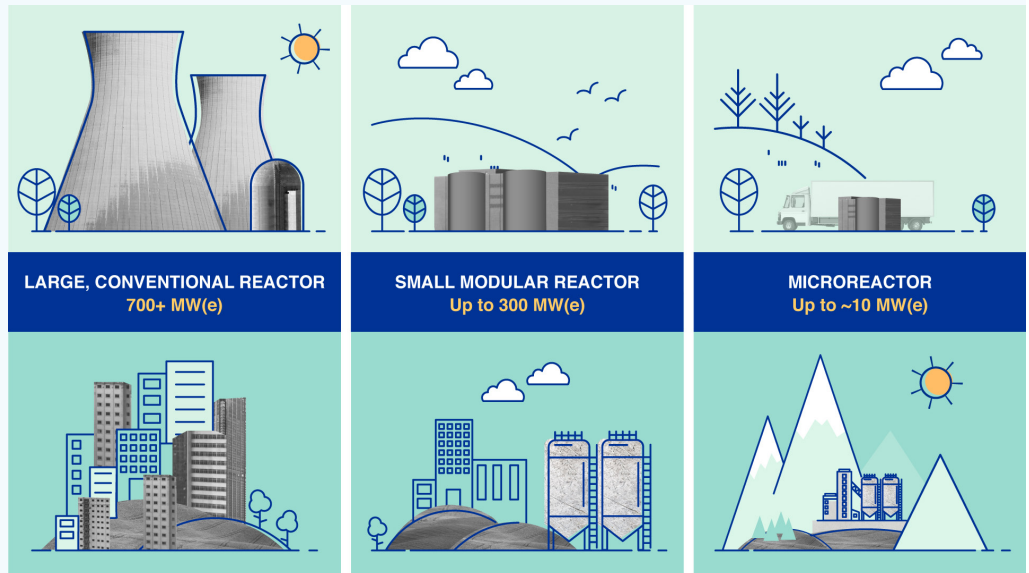 LARGE, CONVENTIONAL REACTOR
700+ MW(e)
SMALL MODULAR REACTOR
Up to 300 MW(e)
MICROREACTOR
Up to ~10 MW(e)